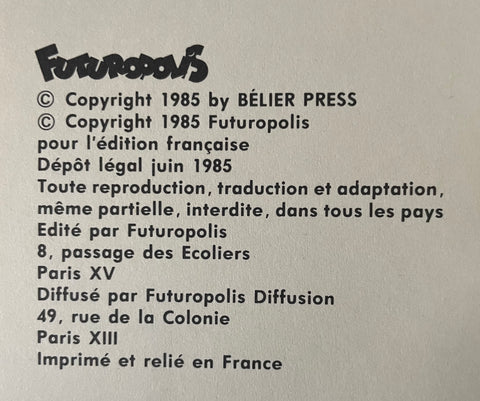 FUTUROPOLIS
© Copyright 1985 by BÉLIER PRESS
© Copyright 1985 Futuropolis
pour l'édition française
Dépôt légal juin 1985
Toute reproduction, traduction et adaptation,
même partielle, interdite, dans tous les pays
Edité par Futuropolis
8, passage des Ecoliers
Paris XV
Diffusé par Futuropolis Diffusion
49, rue de la Colonie
Paris XIII
Imprimé et relié en France